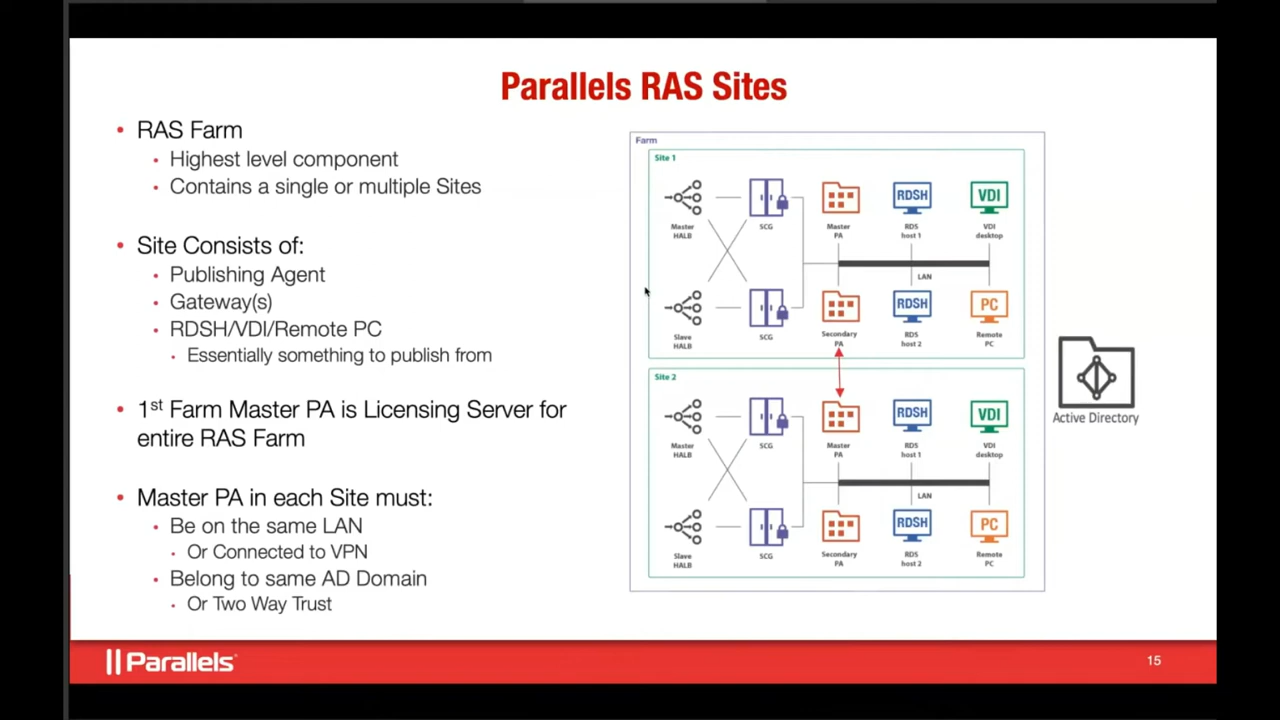 Parallels RAS Sites
• RAS Farm
• Highest level component
• Contains a single or multiple Sites
• Site Consists of:
• Publishing Agent
• Gateway(s)
• RDSH/VDI/Remote PC
• Essentially something to publish from
• 1st Farm Master PA is Licensing Server for
entire RAS Farm
• Master PA in each Site must:
• Be on the same LAN
• Or Connected to VPN
• Belong to same AD Domain
• Or Two Way Trust
Farm
Site 1
RDSH
VDI
Master
HALB
SCG
Master
PA
RDS
host 1
VDI
desktop
LAN
RDSH
PC
Slave
HALB
SCG
Secondary
PA
RDS
host 2
Remote
PC
Site 2
RDSH
VDI
Master
HALB
SCG
Master
PA
RDS
host 1
VDI
desktop
LAN
RDSH
PC
Slave
HALB
SCG
Secondary
PA
RDS
host 2
Remote
PC
Active Directory
Parallels
15